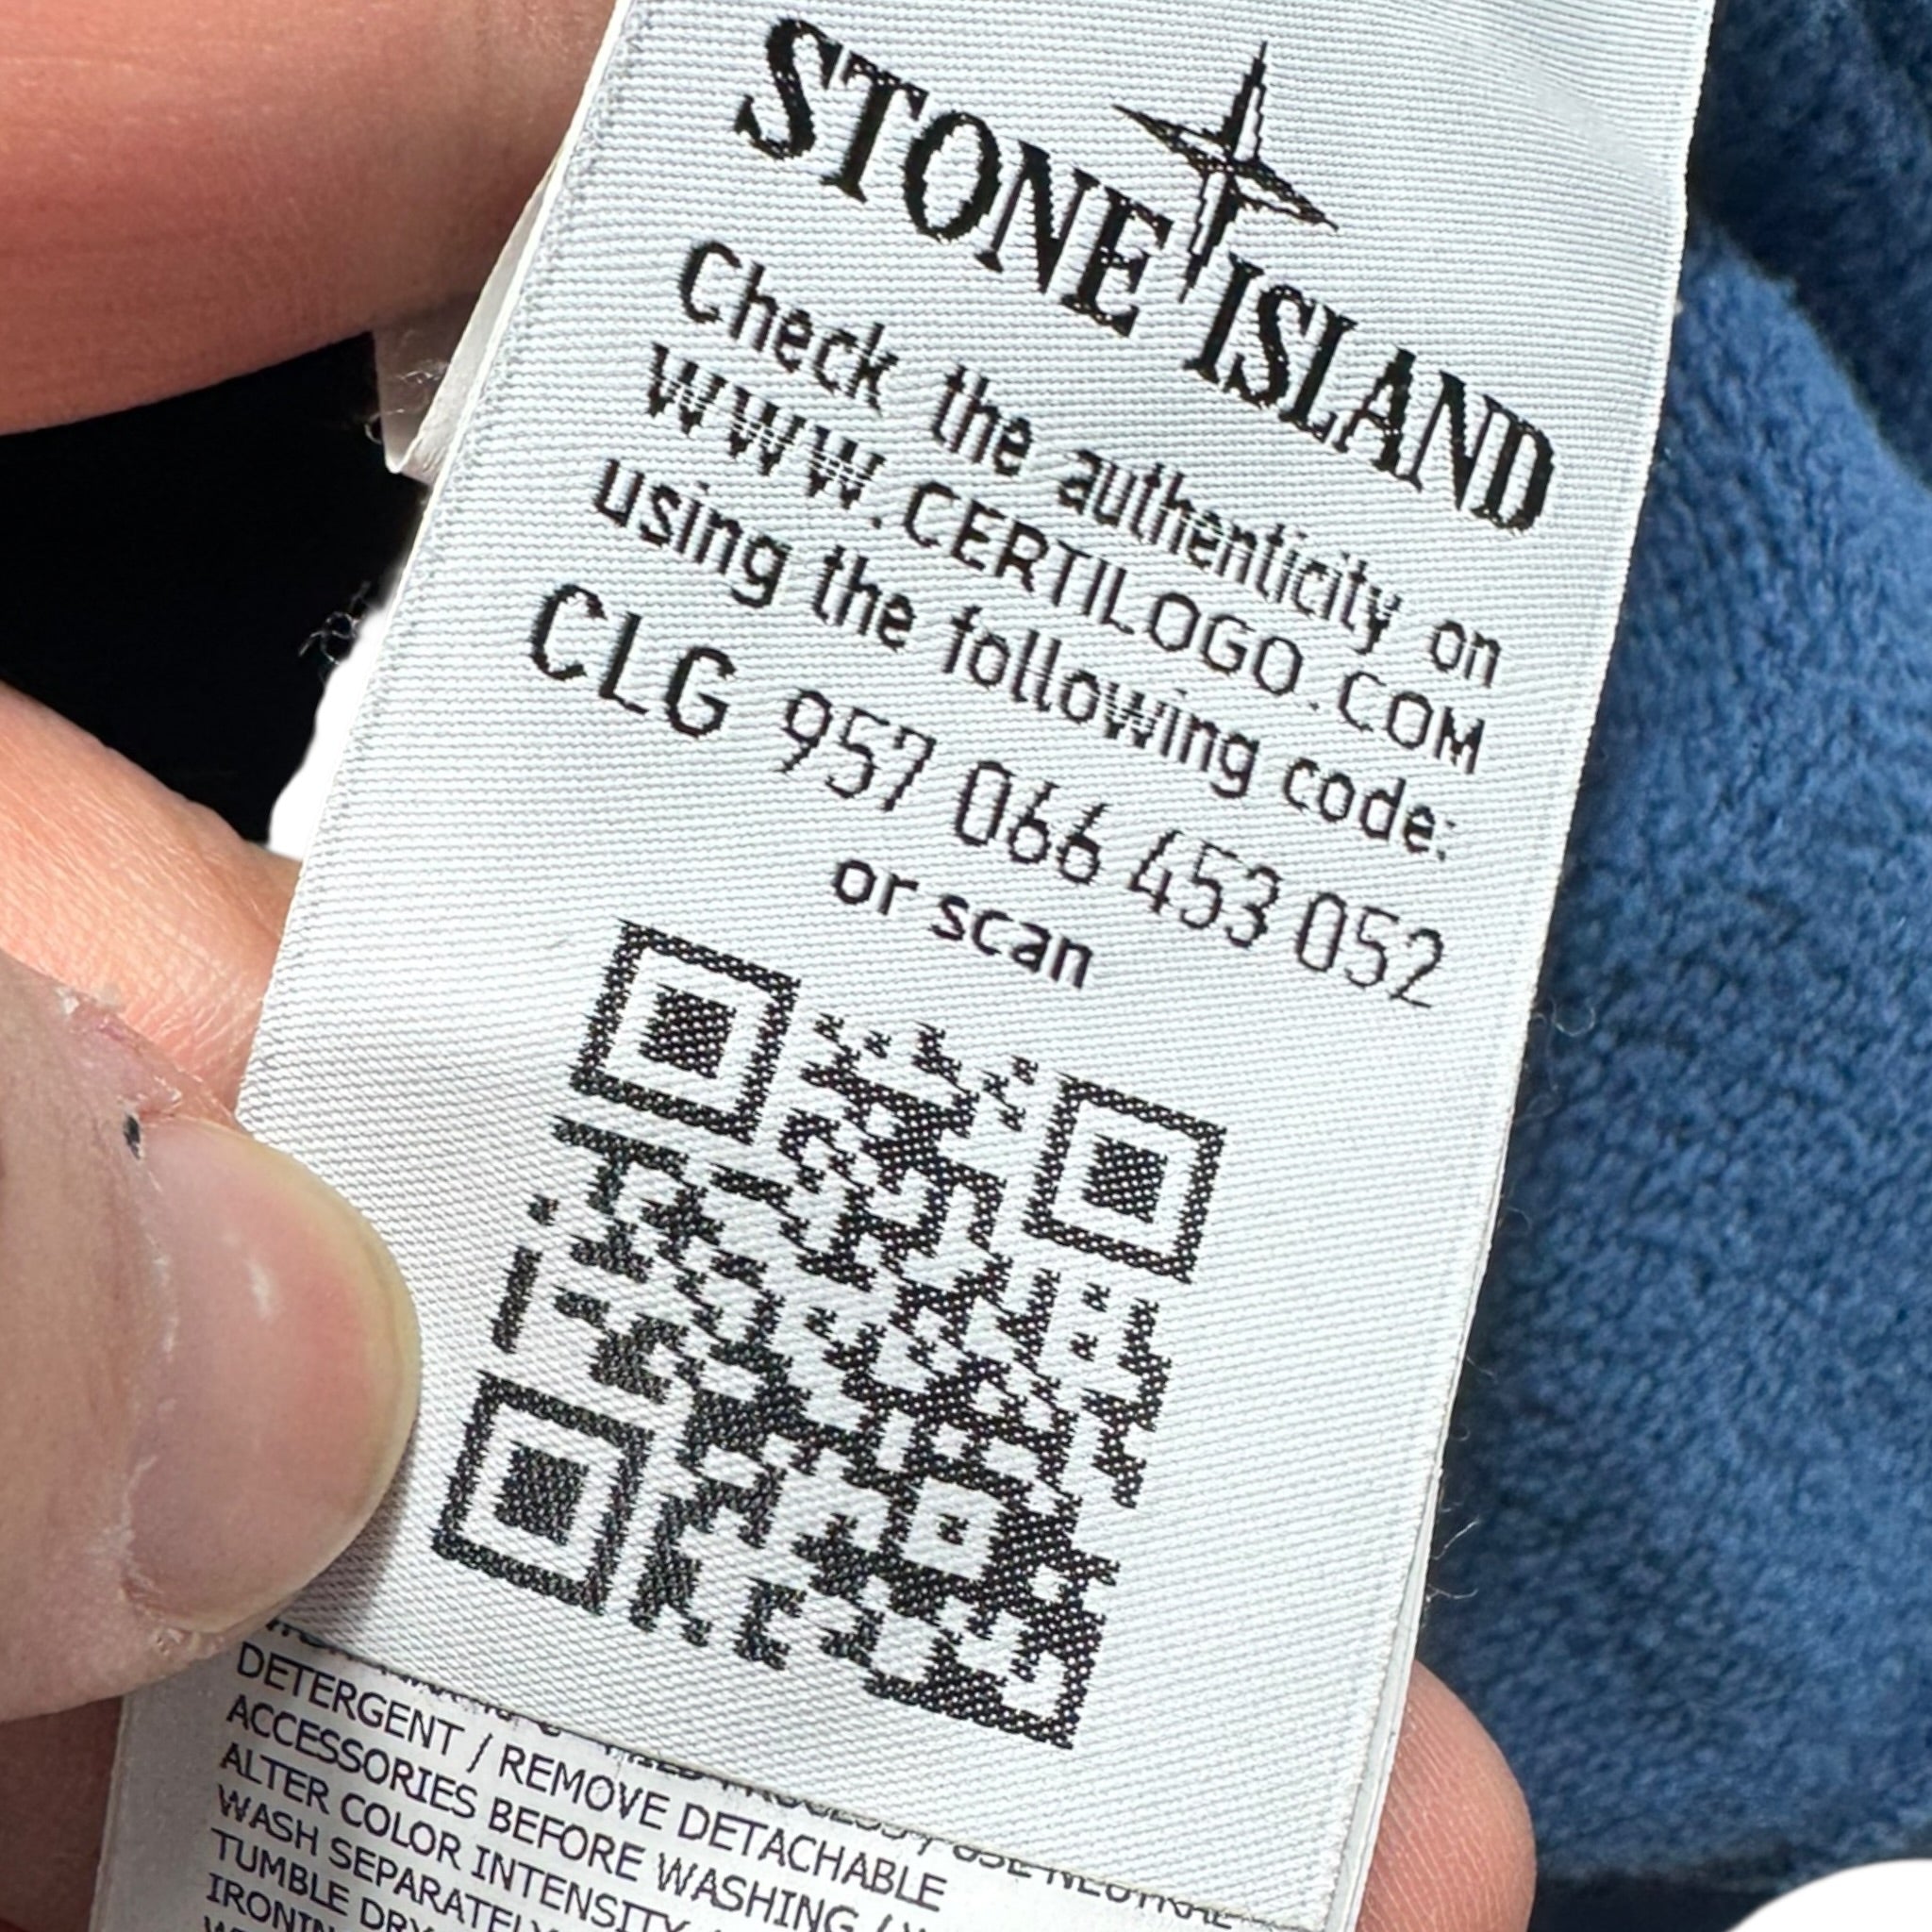 STONE ISLAND
Check the authenticity on
WWW.CERTILOGO.COM
using the following code:
CLG 957 066 453 052
or scan
DETERGENT / REMOVE DETACHABLE
ACCESSORIES BEFORE WASHING /
ALTER COLOR INTENSITY
WASH SEPARATELY
TUMBLE DRY